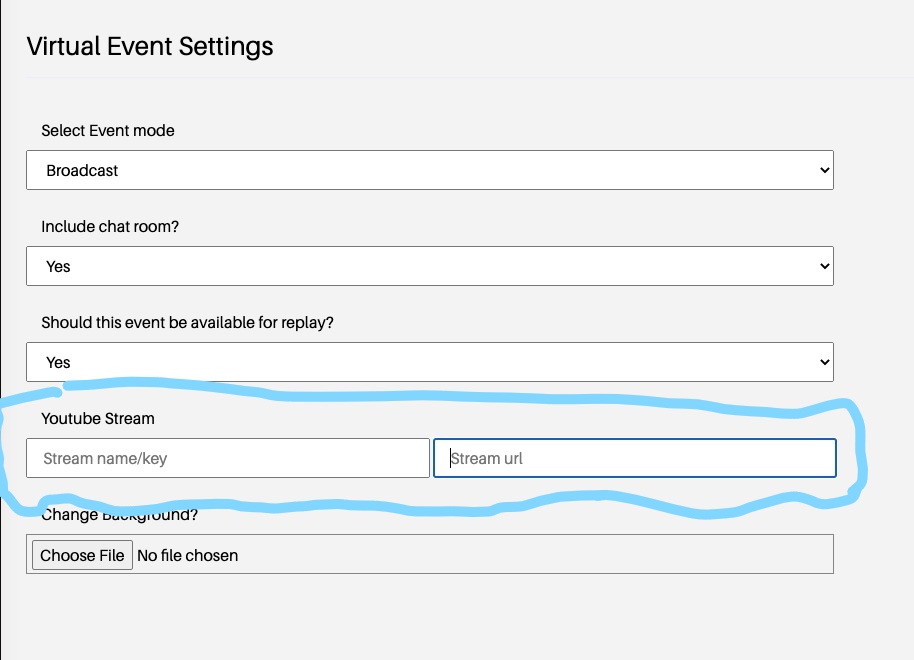 Virtual Event Settings
Select Event mode
Broadcast
Include chat room?
Yes
Should this event be available for replay?
Yes
Youtube Stream
Stream name/key Stream url
Change Background?
Choose File No file chosen